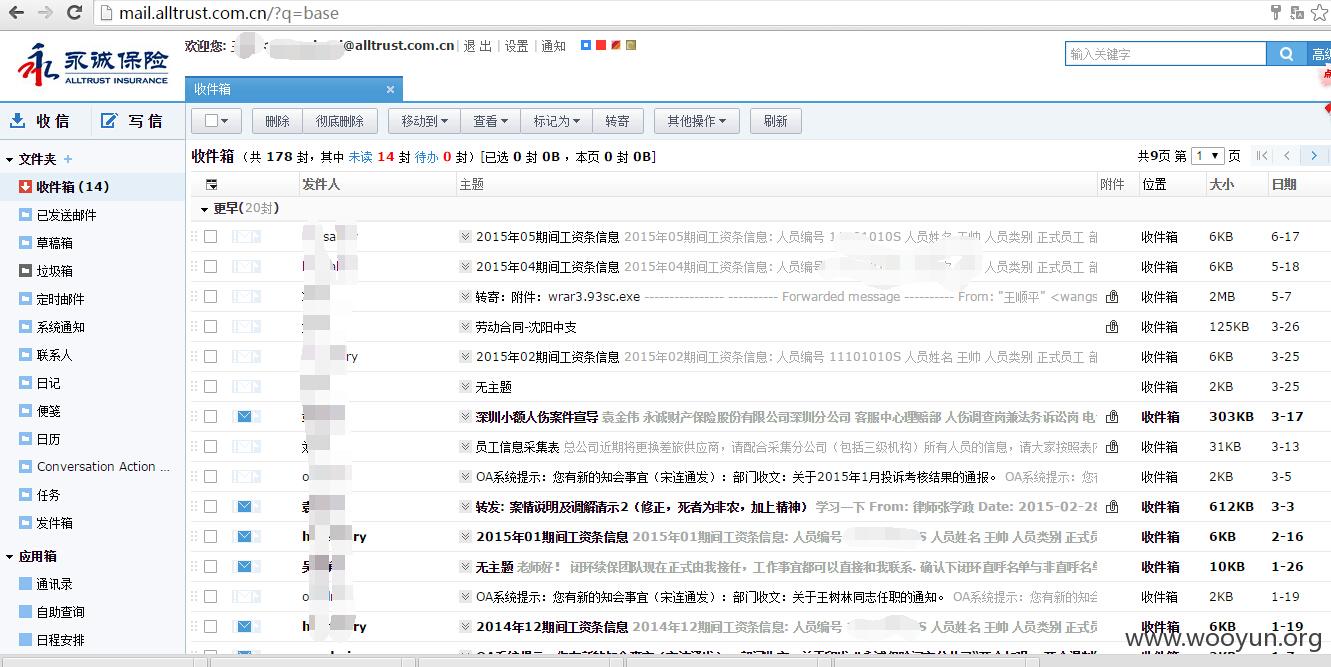 mail.alltrust.com.cn/?q=base
永诚保险
ALLTRUST INSURANCE
欢迎您: @alltrust.com.cn | 退出 | 设置 | 通知
输入关键字 高级
收件箱 ×
收信 写信
删除 彻底删除 移动到 查看 标记为 转寄 其他操作 刷新
收件箱 (共 178 封，其中 未读 14 封 待办 0 封) [已选 0 封 0B ，本页 0 封 0B]
共9页 第 1 页
文件夹 +
收件箱 (14)
已发送邮件
草稿箱
垃圾箱
定时邮件
系统通知
联系人
日记
便笺
日历
Conversation Action ...
任务
发件箱
应用箱
通讯录
自助查询
日程安排
发件人 主题 附件 位置 大小 日期
更早(20封)
sa 2015年05期间工资条信息 2015年05期间工资条信息: 人员编号 01010S 人员姓名 王帅 人员类别 正式员工 部 收件箱 6KB 6-17
2015年04期间工资条信息 2015年04期间工资条信息: 人员编号 人员类别 正式员工 部 收件箱 6KB 5-18
转寄：附件：wrar3.93sc.exe ---------------- ---------- Forwarded message ---------- From: "王顺平" <wangs 收件箱 2MB 5-7
劳动合同-沈阳中支 收件箱 125KB 3-26
ry 2015年02期间工资条信息 2015年02期间工资条信息: 人员编号 11101010S 人员姓名 王帅 人员类别 正式员工 部 收件箱 6KB 3-25
无主题 收件箱 2KB 3-25
深圳小额人伤案件宣导 袁金伟 永诚财产保险股份有限公司深圳分公司 客服中心理赔部 人伤调查岗兼法务诉讼岗 电 收件箱 303KB 3-17
员工信息采集表 总公司近期将更换差旅供应商，请配合采集分公司（包括三级机构）所有人员的信息，请大家按照表 收件箱 31KB 3-13
o OA系统提示：您有新的知会事宜（宋连通发）：部门收文：关于2015年1月投诉考核结果的通报。 OA系统提示：您 收件箱 2KB 3-5
袁 转发：案情说明及调解请示2（修正，死者为非农，加上精神） 学习一下 From: 律师张学政 Date: 2015-02-28 收件箱 612KB 3-3
h ry 2015年01期间工资条信息 2015年01期间工资条信息: 人员编号 S 人员姓名 王帅 人员类别 正式员 收件箱 6KB 2-16
吴 无主题 老师好！ 闭环续保团队现在正式由我接任，工作事宜都可以直接和我联系. 确认下闭环直呼名单与非直呼名单 收件箱 10KB 1-26
o OA系统提示：您有新的知会事宜（宋连通发）：部门收文：关于王树林同志任职的通知。 OA系统提示：您有新的知会 收件箱 2KB 1-19
h ry 2014年12期间工资条信息 2014年12期间工资条信息: 人员编号 S 人员姓名 王帅 人员类别 正式员 收件箱 6KB 1-19
www.wooyun.org